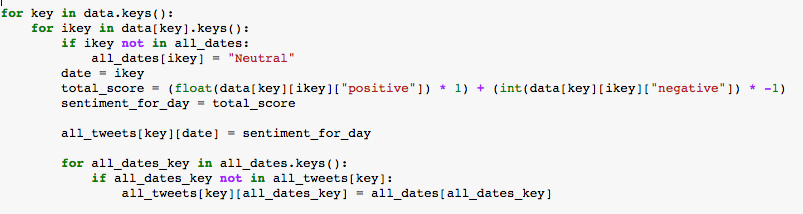 for key in data.keys():
    for ikey in data[key].keys():
        if ikey not in all_dates:
            all_dates[ikey] = "Neutral"
        date = ikey
        total_score = (float(data[key][ikey]["positive"]) * 1) + (int(data[key][ikey]["negative"]) * -1)
        sentiment_for_day = total_score
        all_tweets[key][date] = sentiment_for_day
        for all_dates_key in all_dates.keys():
            if all_dates_key not in all_tweets[key]:
                all_tweets[key][all_dates_key] = all_dates[all_dates_key]